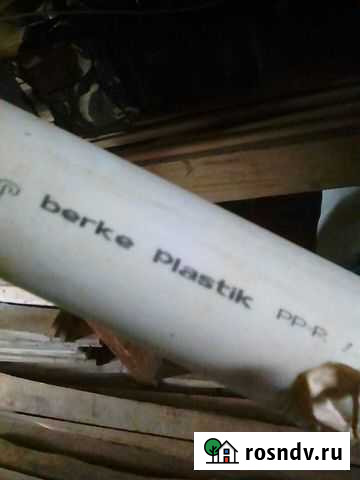 berke plastik PP-R /
rosndv.ru